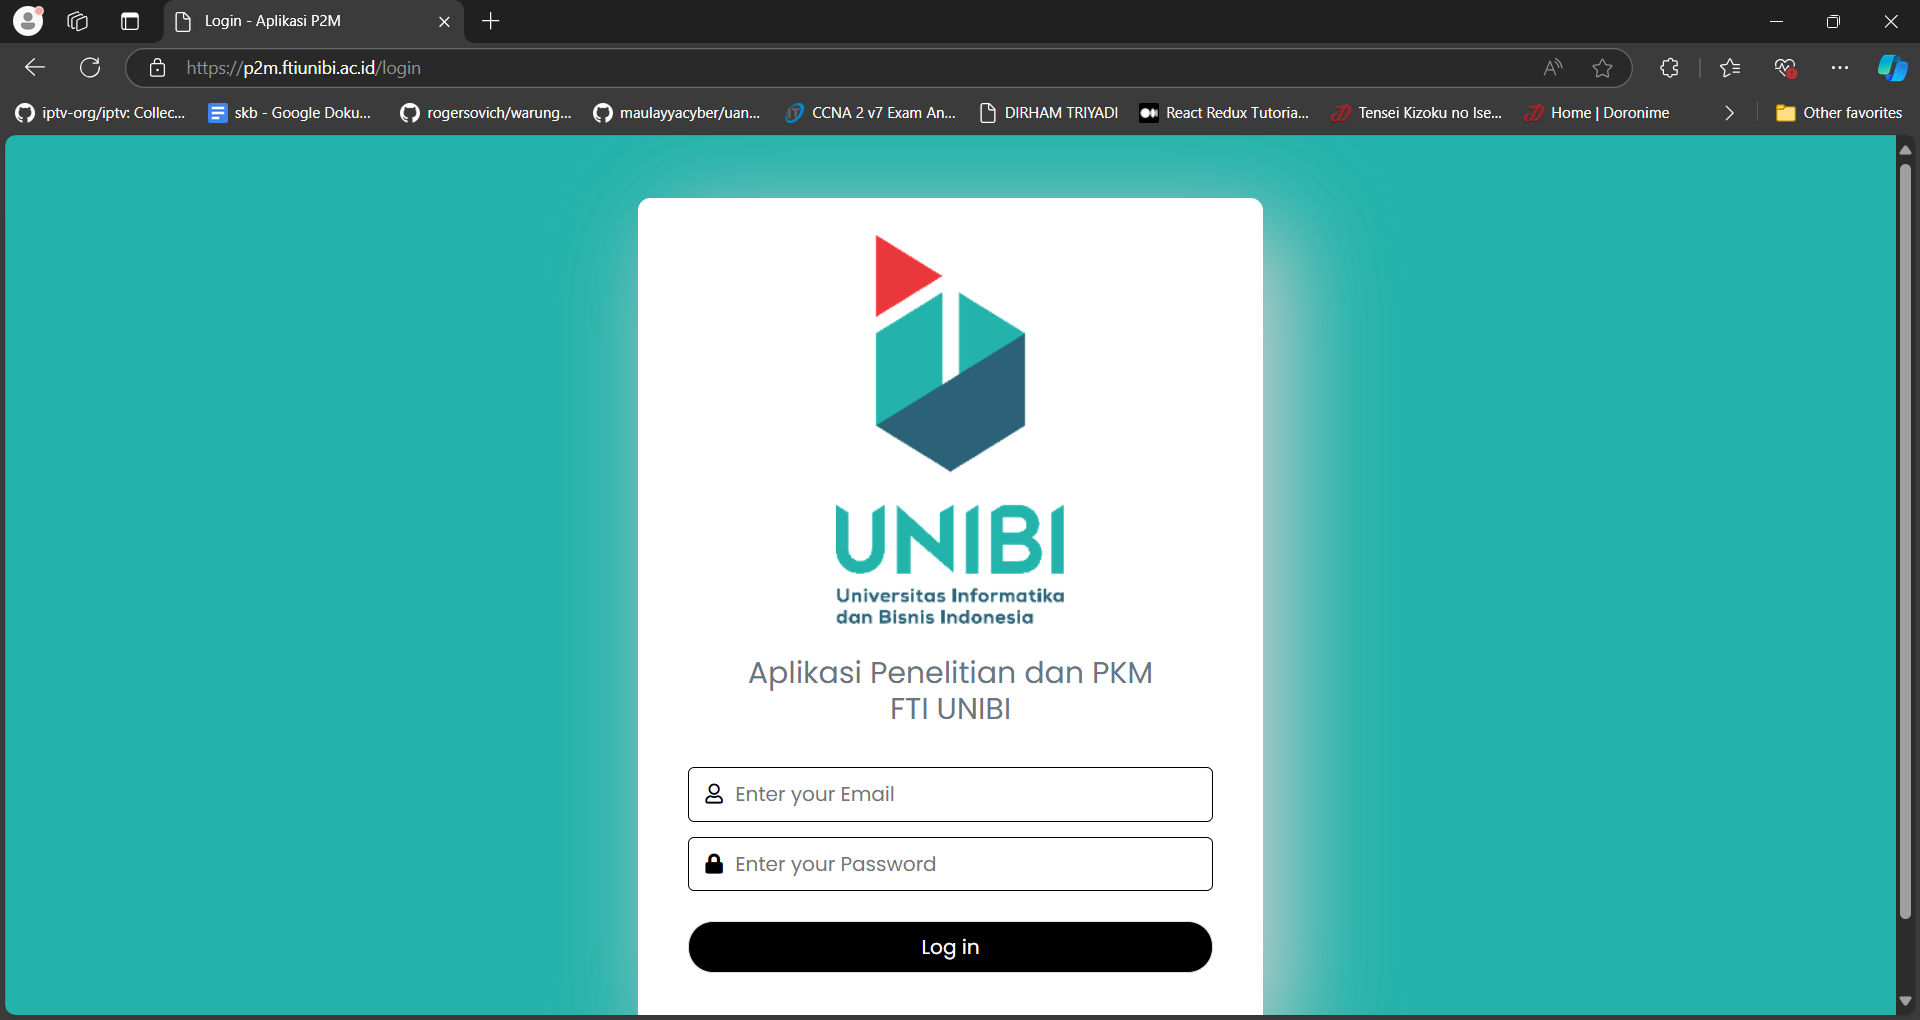 Login - Aplikasi P2M
https://p2m.ftiunibi.ac.id/login
iptv-org/iptv: Collec... skb - Google Doku... rogersovich/warung... maulayyacyber/uan... CCNA 2 v7 Exam An... DIRHAM TRIYADI React Redux Tutoria... Tensei Kizoku no Ise... Home | Doronime Other favorites
UNIBI
Universitas Informatika
dan Bisnis Indonesia
Aplikasi Penelitian dan PKM
FTI UNIBI
Enter your Email
Enter your Password
Log in